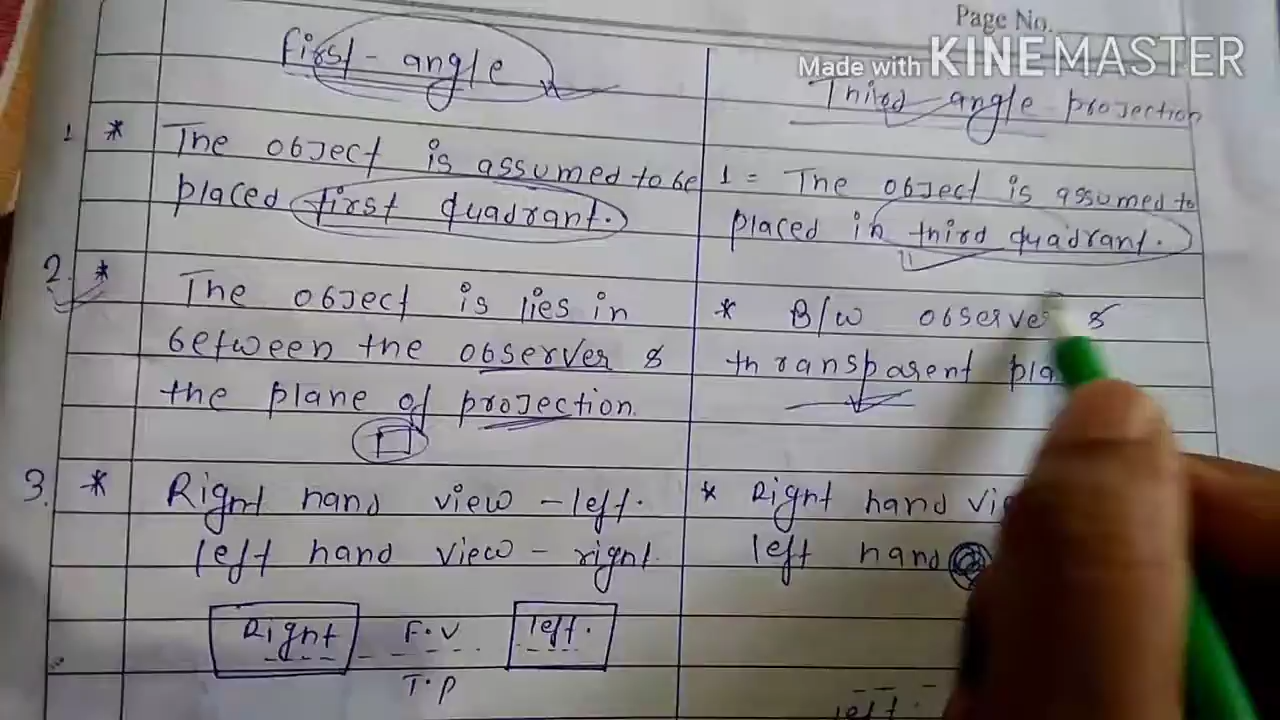 Page No.
Made with KINEMASTER
First-angle
Third angle projection
1 * The object is assumed to be
placed first quadrant.
1 = The object is assumed to
placed in third quadrant.
2. * The object is lies in
between the observer &
the plane of projection.
* B/w observer &
thransparent
3. * Right hand view - left.
left hand view - right.
* Right hand
left hand
Right F.V left.
T.P
left.